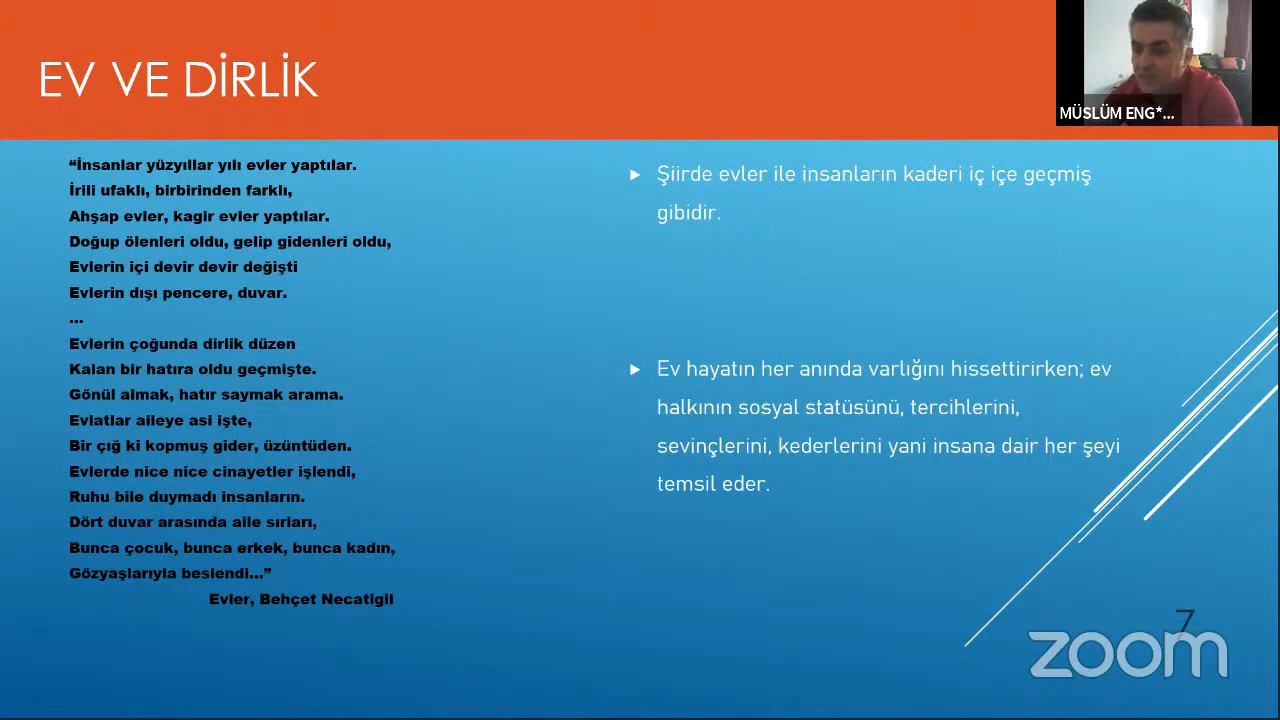 EV VE DİRLİK
MÜSLÜM ENG*...
“İnsanlar yüzyıllar yılı evler yaptılar.
İrili ufaklı, birbirinden farklı,
Ahşap evler, kagir evler yaptılar.
Doğup ölenleri oldu, gelip gidenleri oldu,
Evlerin içi devir devir değişti
Evlerin dışı pencere, duvar.
...
Evlerin çoğunda dirlik düzen
Kalan bir hatıra oldu geçmişte.
Gönül almak, hatır saymak arama.
Evlatlar aileye asi işte,
Bir çığ ki kopmuş gider, üzüntüden.
Evlerde nice nice cinayetler işlendi,
Ruhu bile duymadı insanların.
Dört duvar arasında aile sırları,
Bunca çocuk, bunca erkek, bunca kadın,
Gözyaşlarıyla beslendi...”
Evler, Behçet Necatigil
Şiirde evler ile insanların kaderi iç içe geçmiş
gibidir.
Ev hayatın her anında varlığını hissettirirken; ev
halkının sosyal statüsünü, tercihlerini,
sevinçlerini, kederlerini yani insana dair her şeyi
temsil eder.
7
zoom